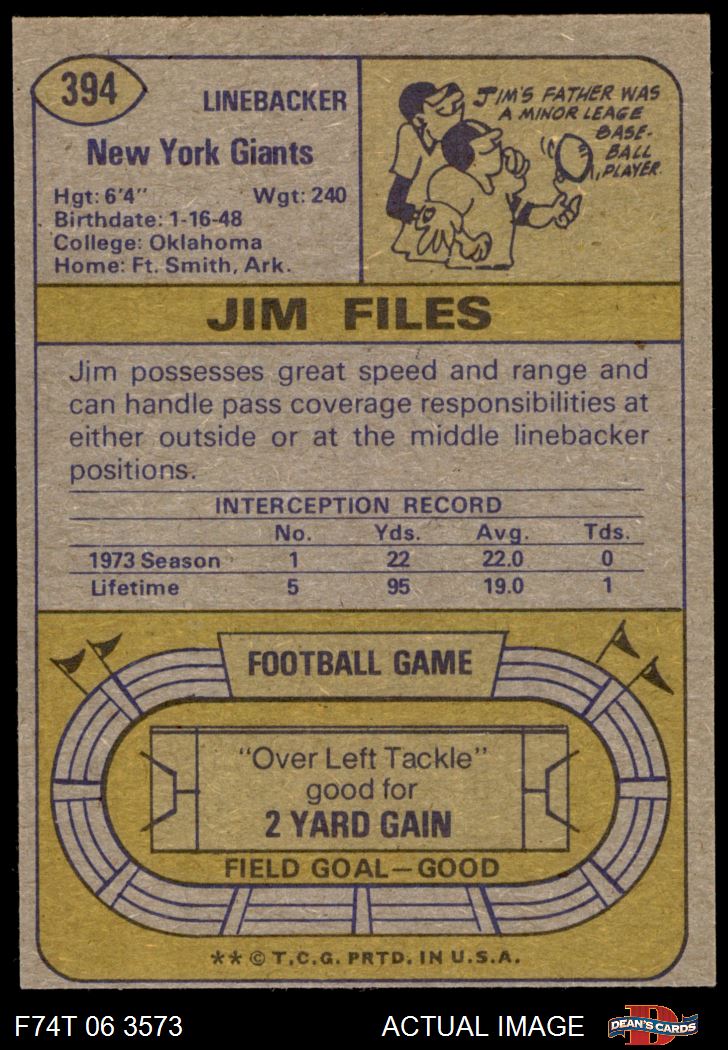 394
LINEBACKER
New York Giants
Hgt: 6'4" Wgt: 240
Birthdate: 1-16-48
College: Oklahoma
Home: Ft. Smith, Ark.
JIM'S FATHER WAS
A MINOR LEAGE
BASE-
BALL
PLAYER.
JIM FILES
Jim possesses great speed and range and
can handle pass coverage responsibilities at
either outside or at the middle linebacker
positions.
INTERCEPTION RECORD
No. Yds. Avg. Tds.
1973 Season 1 22 22.0 0
Lifetime 5 95 19.0 1
FOOTBALL GAME
"Over Left Tackle"
good for
2 YARD GAIN
FIELD GOAL—GOOD
** © T.C.G. PRTD. IN U.S.A.
F74T 06 3573 ACTUAL IMAGE
D
DEAN'S CARDS